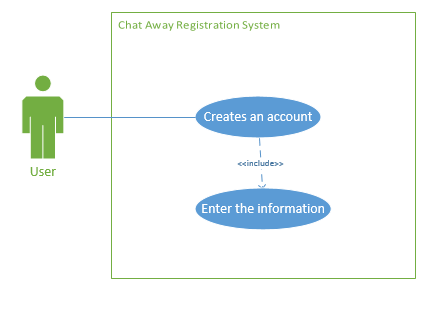 Chat Away Registration System
Creates an account
<<include>>
User
Enter the information